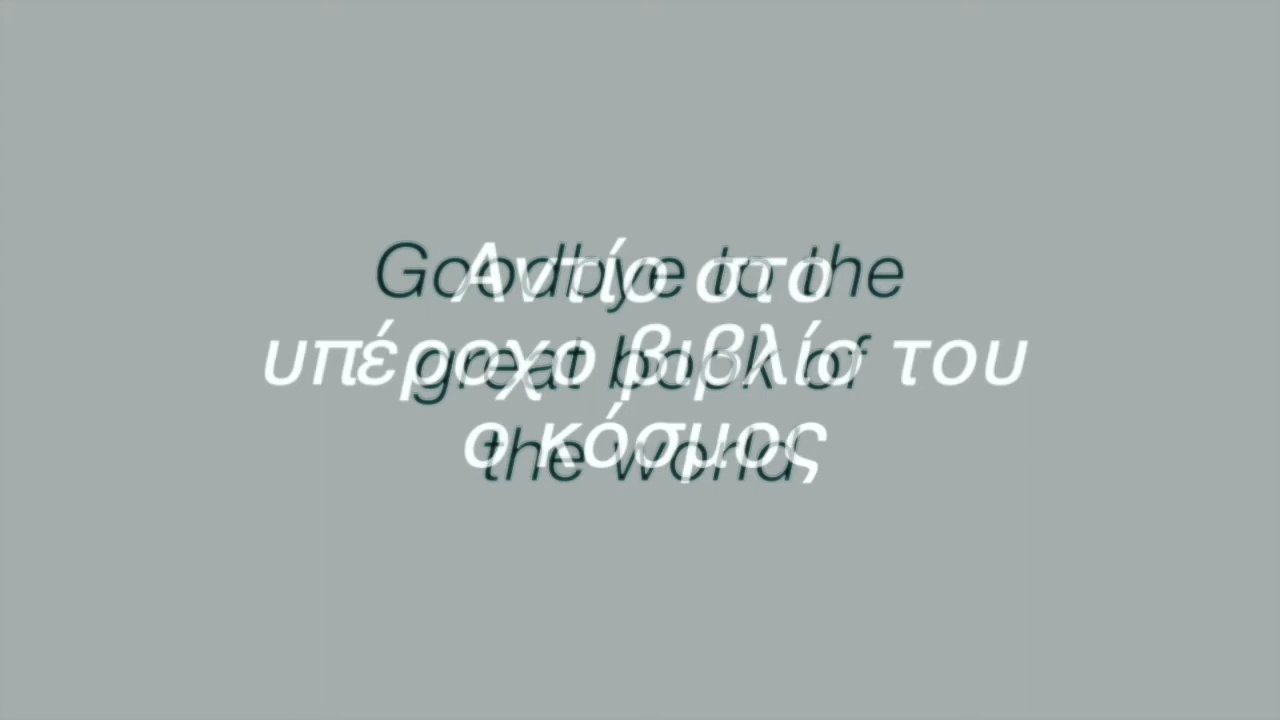 Goodbye to the
great book of
the world
Αντίο στο
υπέροχο βιβλίο του
ο κόσμος